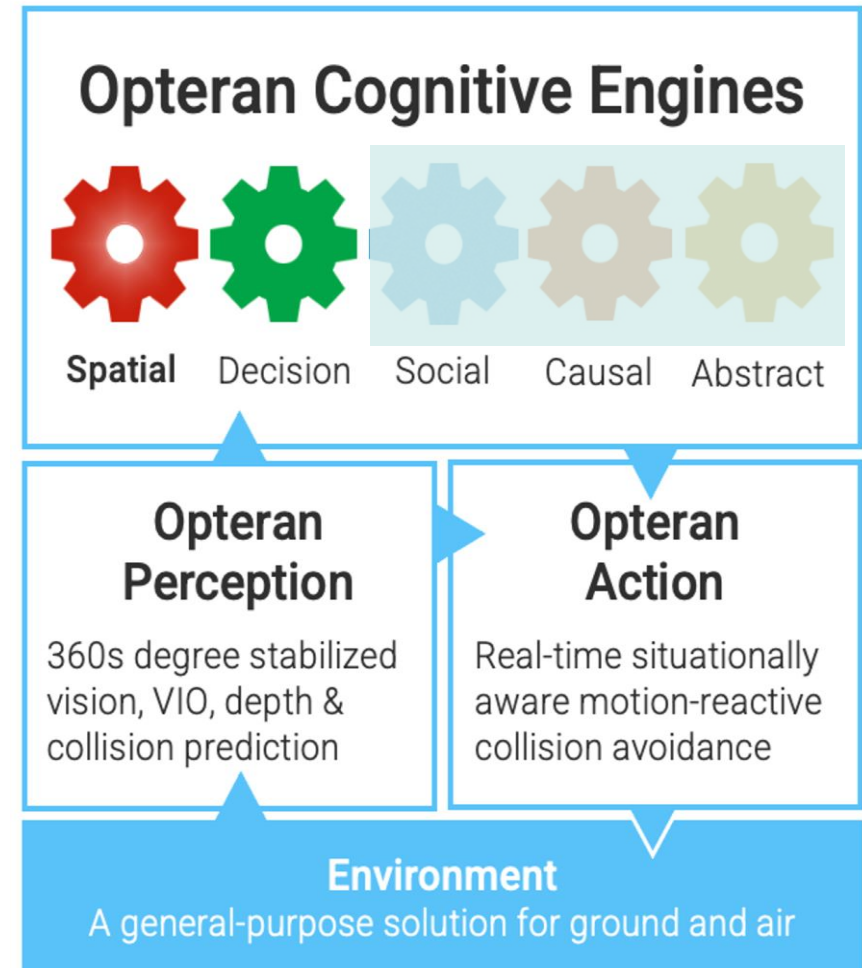 Opteran Cognitive Engines
Spatial Decision Social Causal Abstract
Opteran
Perception
360s degree stabilized
vision, VIO, depth &
collision prediction
Opteran
Action
Real-time situationally
aware motion-reactive
collision avoidance
Environment
A general-purpose solution for ground and air